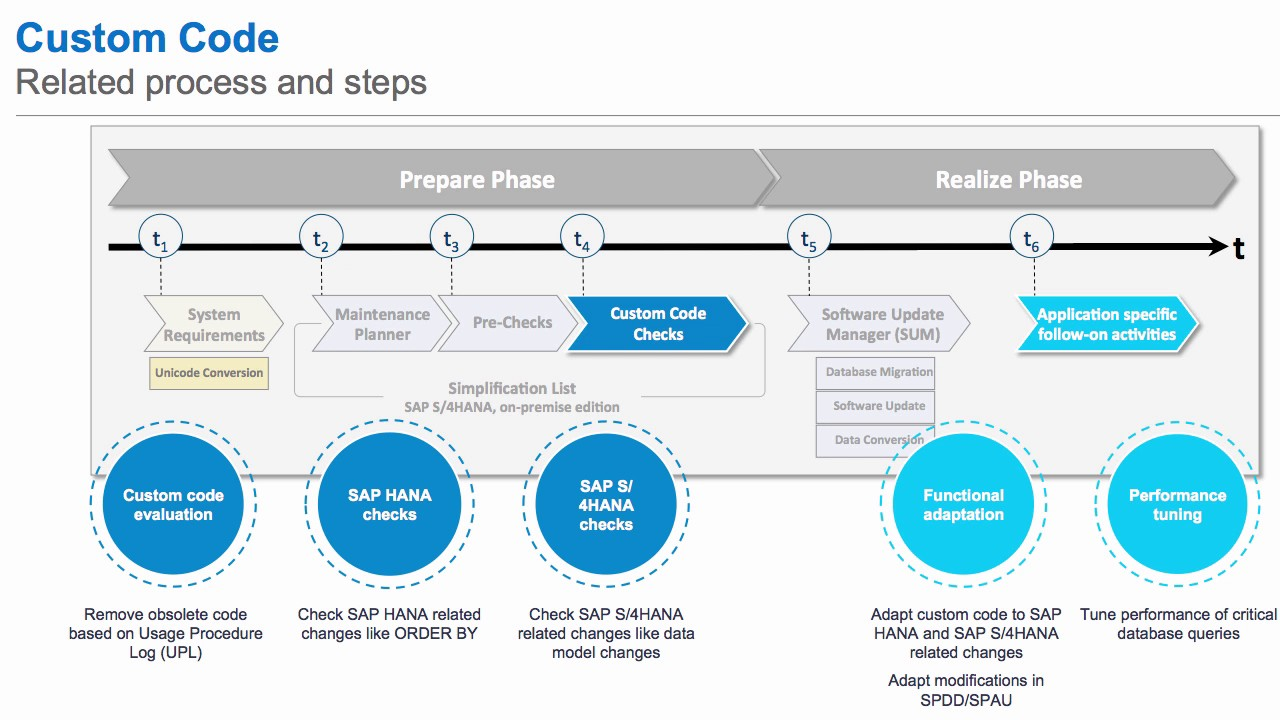 Custom Code
Related process and steps
Prepare Phase
Realize Phase
t1
t2
t3
t4
t5
t6
t
System
Requirements
Unicode Conversion
Maintenance
Planner
Pre-Checks
Custom Code
Checks
Simplification List
SAP S/4HANA, on-premise edition
Software Update
Manager (SUM)
Database Migration
Software Update
Data Conversion
Application specific
follow-on activities
Custom code
evaluation
Remove obsolete code
based on Usage Procedure
Log (UPL)
SAP HANA
checks
Check SAP HANA related
changes like ORDER BY
SAP S/
4HANA
checks
Check SAP S/4HANA
related changes like data
model changes
Functional
adaptation
Adapt custom code to SAP
HANA and SAP S/4HANA
related changes
Adapt modifications in
SPDD/SPAU
Performance
tuning
Tune performance of critical
database queries